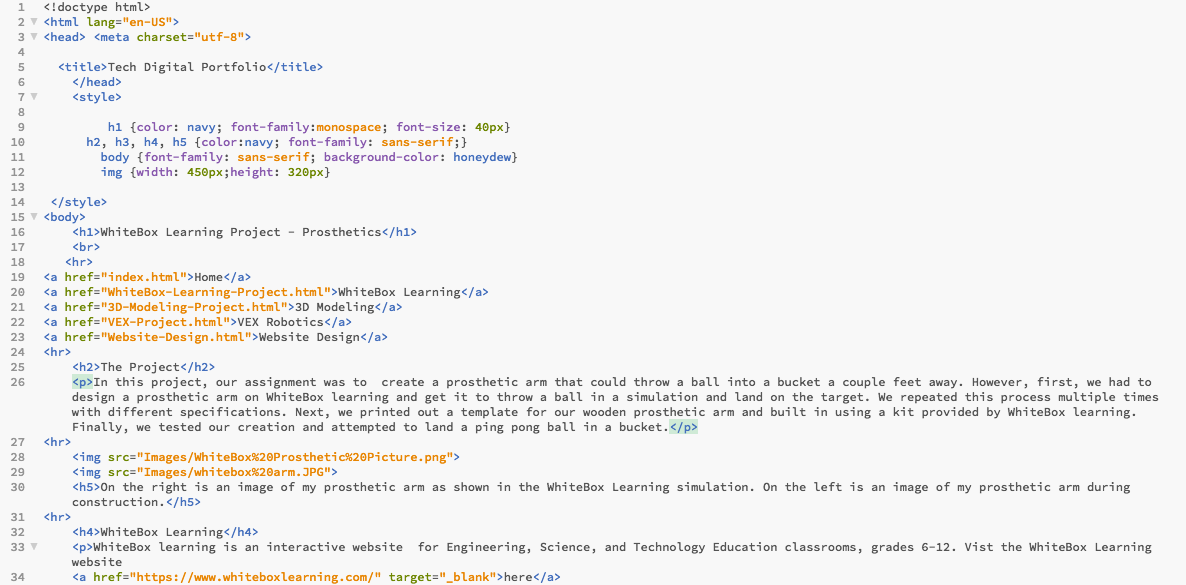 1 <!doctype html>
2 <html lang="en-US">
3 <head> <meta charset="utf-8">
4
5 <title>Tech Digital Portfolio</title>
6 </head>
7 <style>
8
9 h1 {color: navy; font-family:monospace; font-size: 40px}
10 h2, h3, h4, h5 {color:navy; font-family: sans-serif;}
11 body {font-family: sans-serif; background-color: honeydew}
12 img {width: 450px;height: 320px}
13
14 </style>
15 <body>
16 <h1>WhiteBox Learning Project - Prosthetics</h1>
17 <br>
18 <hr>
19 <a href="index.html">Home</a>
20 <a href="WhiteBox-Learning-Project.html">WhiteBox Learning</a>
21 <a href="3D-Modeling-Project.html">3D Modeling</a>
22 <a href="VEX-Project.html">VEX Robotics</a>
23 <a href="Website-Design.html">Website Design</a>
24 <hr>
25 <h2>The Project</h2>
26 <p>In this project, our assignment was to  create a prosthetic arm that could throw a ball into a bucket a couple feet away. However, first, we had to
design a prosthetic arm on WhiteBox learning and get it to throw a ball in a simulation and land on the target. We repeated this process multiple times
with different specifications. Next, we printed out a template for our wooden prosthetic arm and built in using a kit provided by WhiteBox learning.
Finally, we tested our creation and attempted to land a ping pong ball in a bucket.</p>
27 <hr>
28 <img src="Images/WhiteBox%20Prosthetic%20Picture.png">
29 <img src="Images/whitebox%20arm.JPG">
30 <h5>On the right is an image of my prosthetic arm as shown in the WhiteBox Learning simulation. On the left is an image of my prosthetic arm during
construction.</h5>
31 <hr>
32 <h4>WhiteBox Learning</h4>
33 <p>WhiteBox learning is an interactive website  for Engineering, Science, and Technology Education classrooms, grades 6-12. Vist the WhiteBox Learning
website
34 <a href="https://www.whiteboxlearning.com/" target="_blank">here</a>